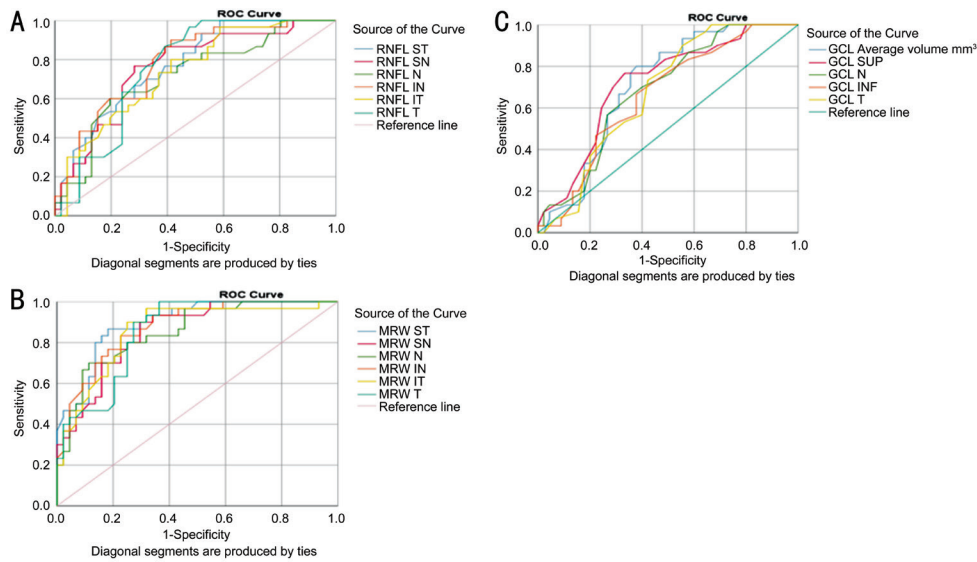 A
ROC Curve
Sensitivity
1.0
0.8
0.6
0.4
0.2
0.0
0.0 0.2 0.4 0.6 0.8 1.0
1-Specificity
Diagonal segments are produced by ties
Source of the Curve
RNFL ST
RNFL SN
RNFL N
RNFL IN
RNFL IT
RNFL T
Reference line
C
ROC Curve
Sensitivity
1.0
0.8
0.6
0.4
0.2
0.0
0.0 0.2 0.4 0.6 0.8 1.0
1-Specificity
Diagonal segments are produced by ties
Source of the Curve
GCL Average volume mm³
GCL SUP
GCL N
GCL INF
GCL T
Reference line
B
ROC Curve
Sensitivity
1.0
0.8
0.6
0.4
0.2
0.0
0.0 0.2 0.4 0.6 0.8 1.0
1-Specificity
Diagonal segments are produced by ties
Source of the Curve
MRW ST
MRW SN
MRW N
MRW IN
MRW IT
MRW T
Reference line